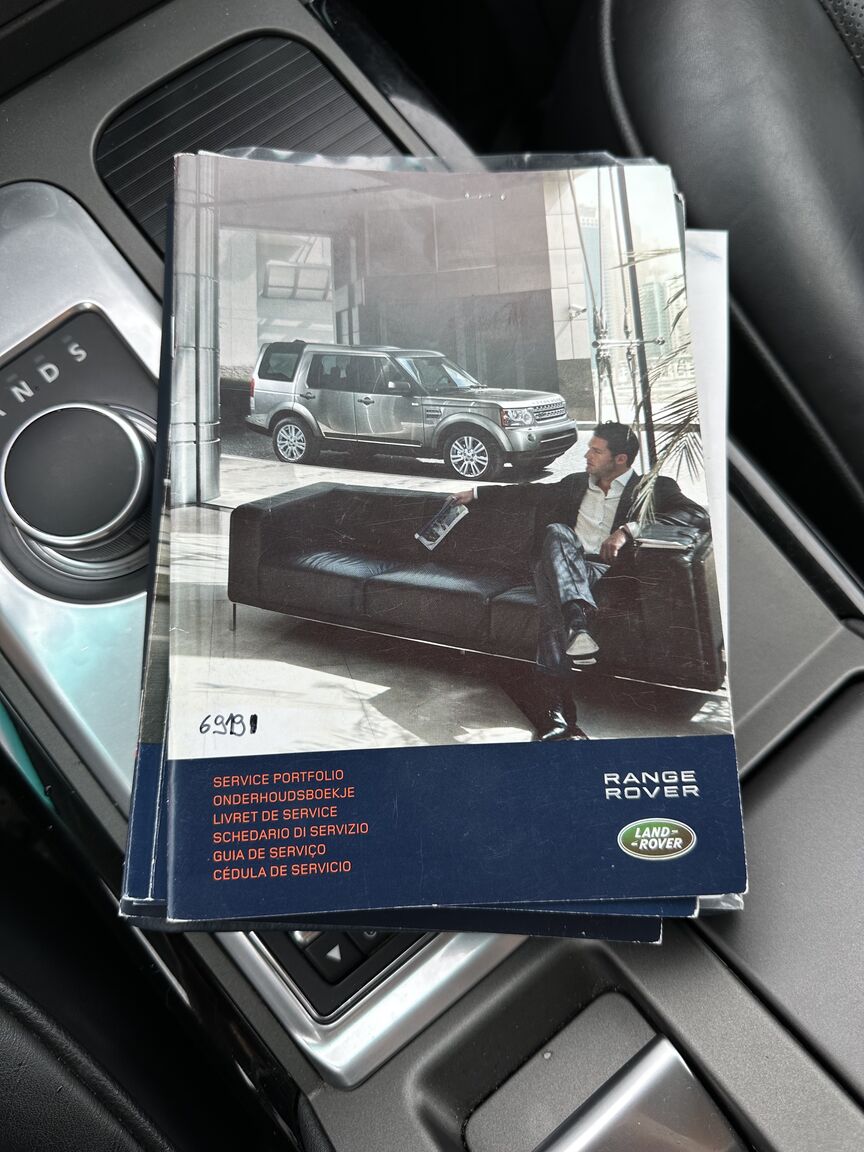 N D S
69191
SERVICE PORTFOLIO
ONDERHOUDSBOEKJE
LIVRET DE SERVICE
SCHEDARIO DI SERVIZIO
GUIA DE SERVIÇO
CÉDULA DE SERVICIO
RANGE
ROVER
LAND-
-ROVER